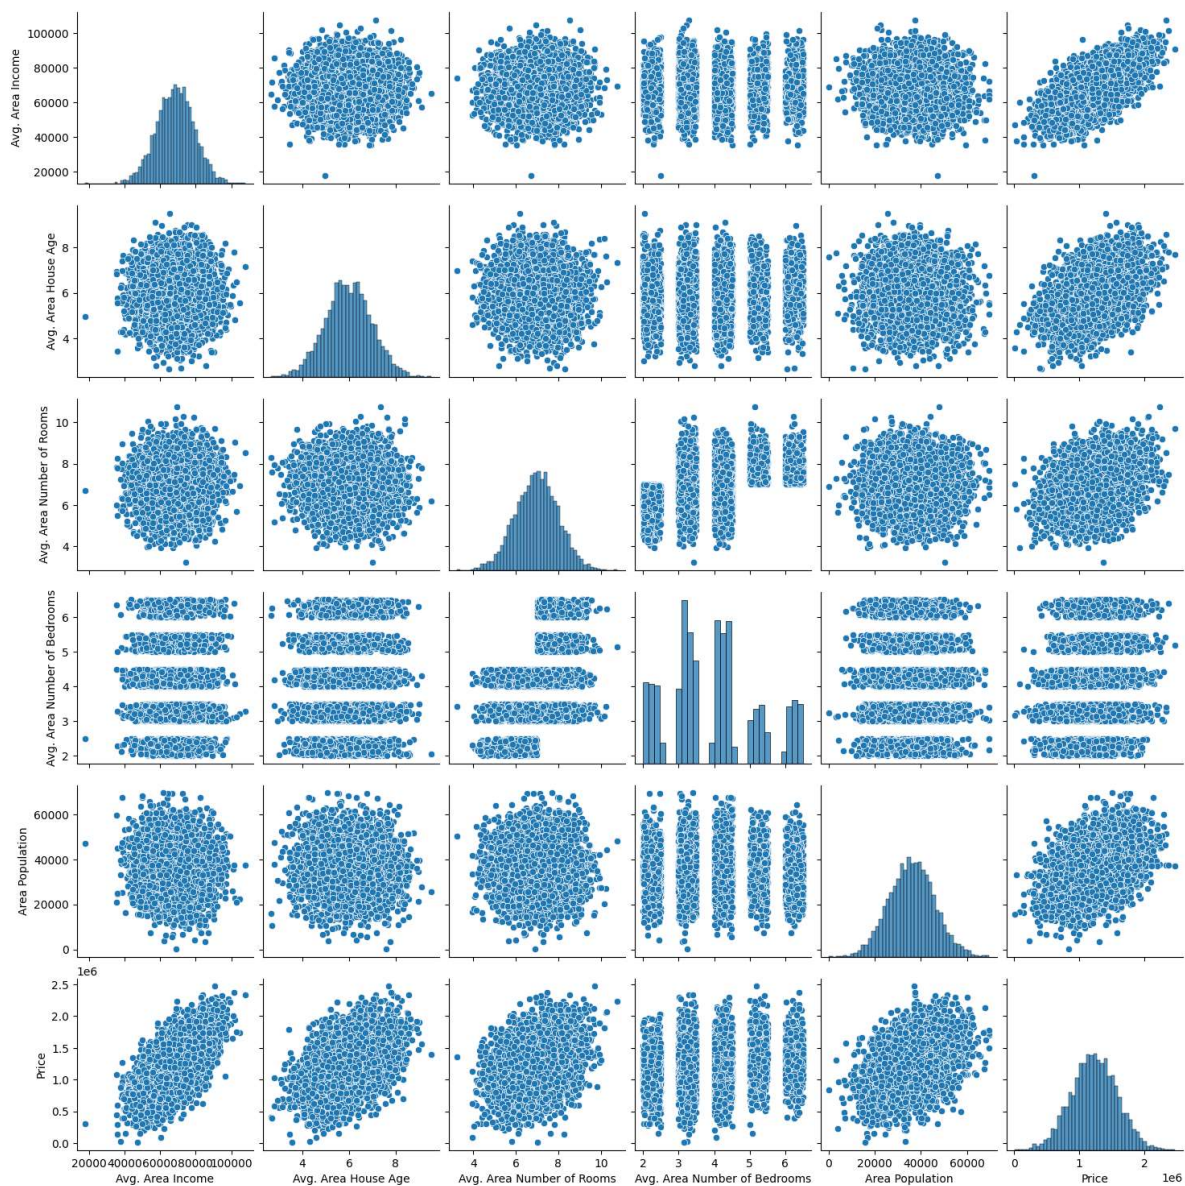 100000
80000
60000
40000
20000
Avg. Area Income
8
6
4
Avg. Area House Age
10
8
6
4
Avg. Area Number of Rooms
6
5
4
3
2
Avg. Area Number of Bedrooms
60000
40000
20000
0
Area Population
1e6
2.5
2.0
1.5
1.0
0.5
0.0
Price
20000 40000 60000 80000 100000
4 6 8
4 6 8 10
2 3 4 5 6
0 20000 40000 60000
0 1 2
1e6
Avg. Area Income
Avg. Area House Age
Avg. Area Number of Rooms
Avg. Area Number of Bedrooms
Area Population
Price